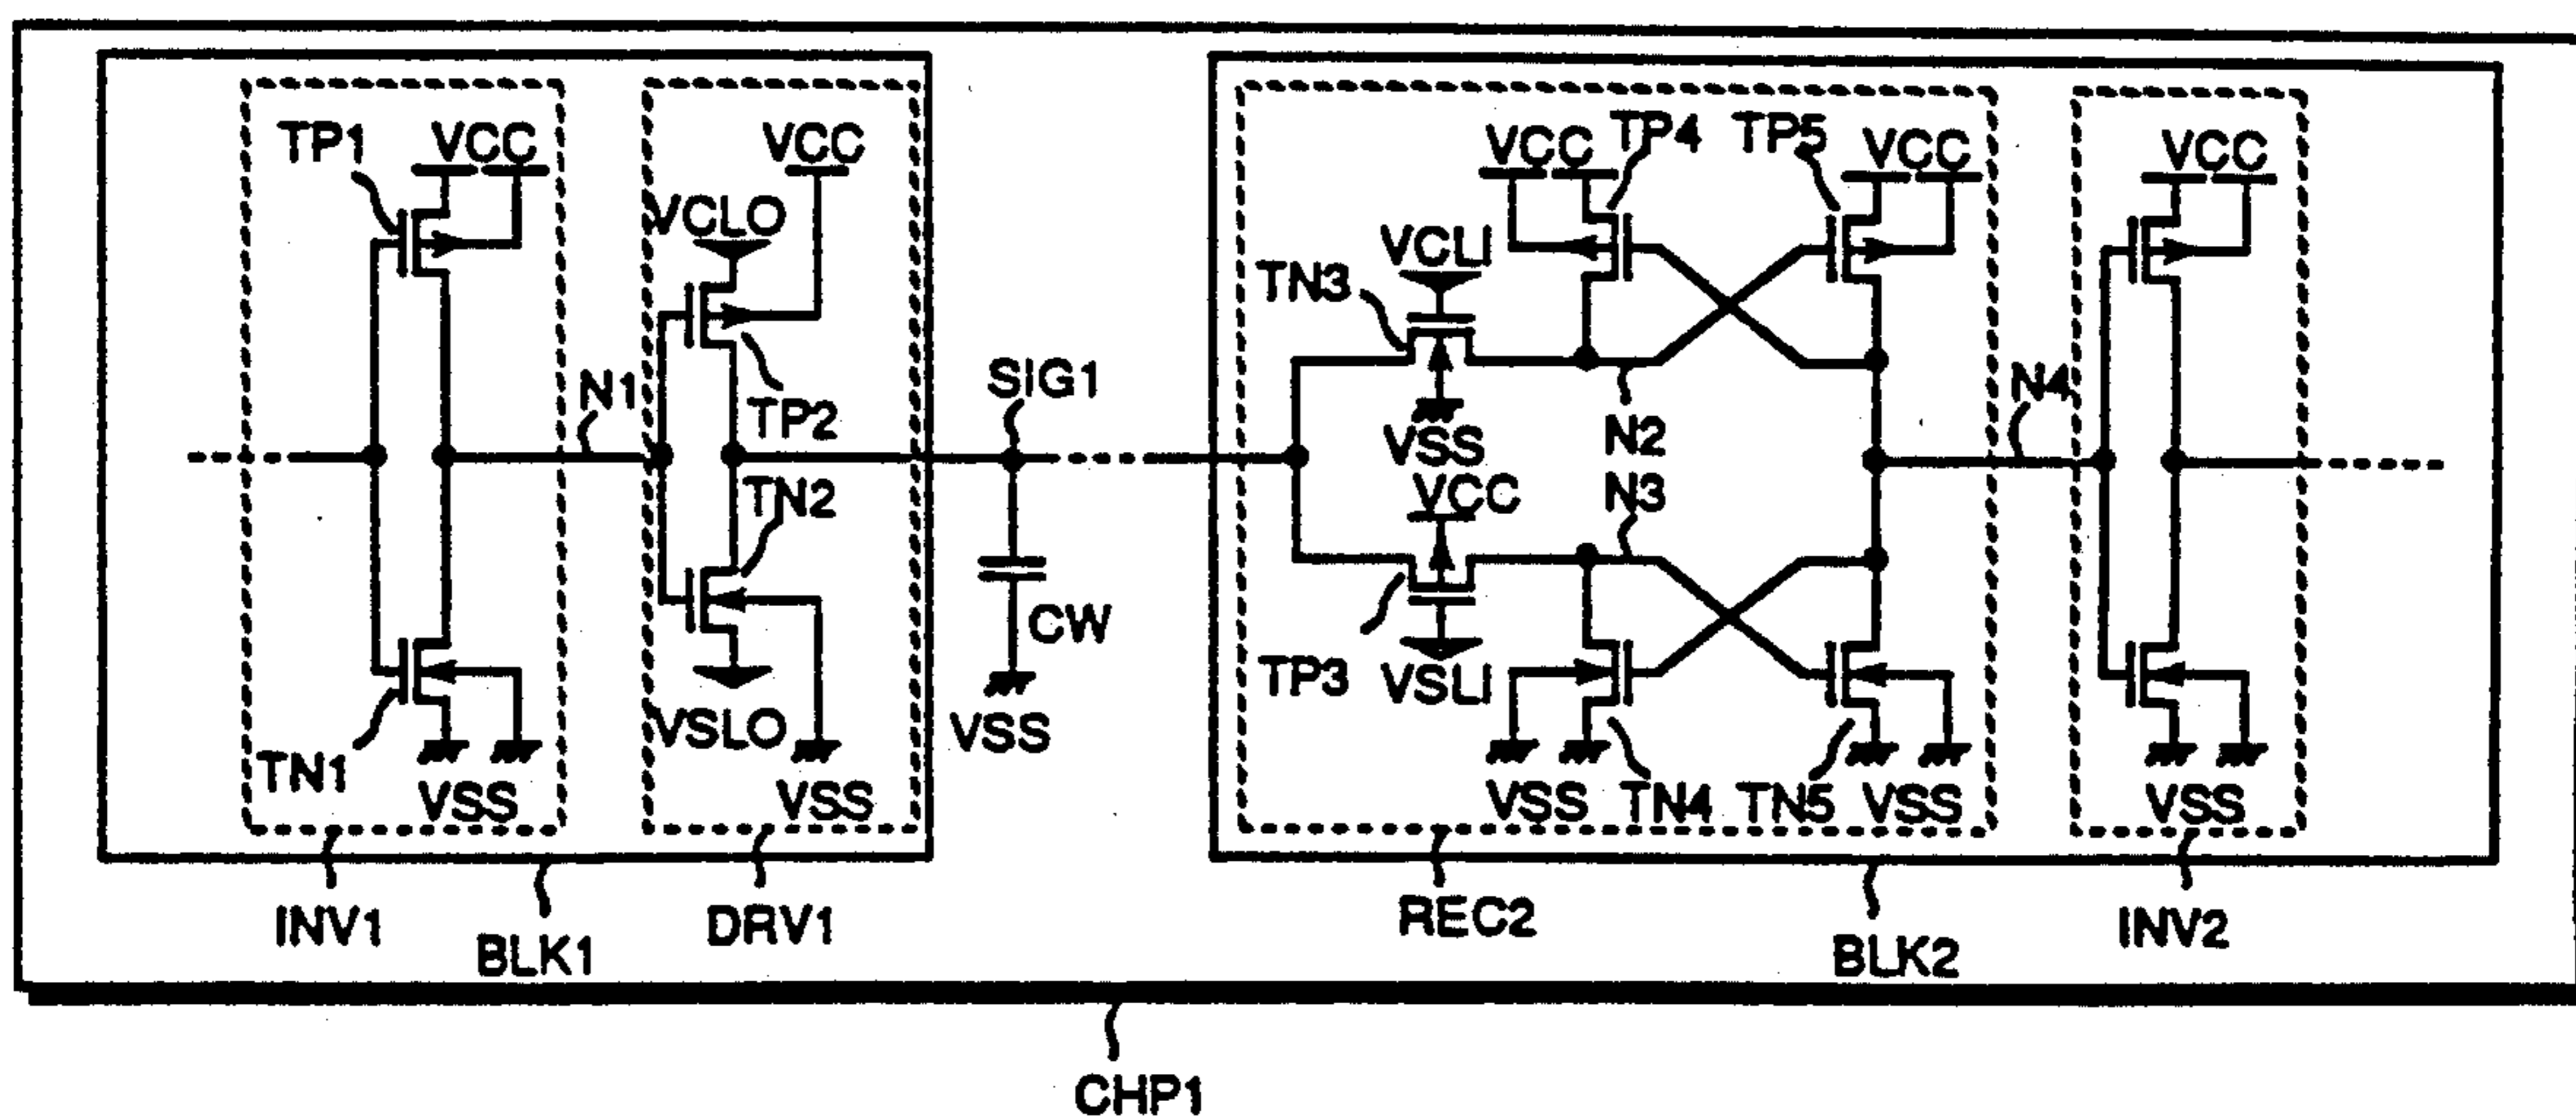 TP1
VCC
VCC
VCLO
TP2
N1
TN2
VSLO
VSS
TN1
VSS
INV1
BLK1
DRV1
SIG1
CW
VSS
VCC
TP4
TP5
VCC
VCLI
TN3
VSS
N2
VCC
N3
TP3
VSLI
VSS
TN4
TN5
VSS
N4
VCC
VSS
REC2
BLK2
INV2
CHP1